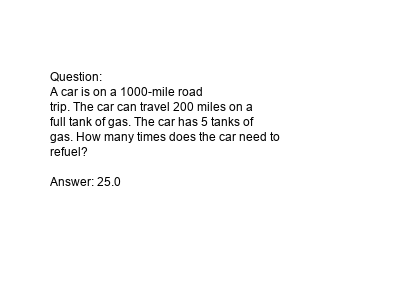 Question:
A car is on a 1000-mile road
trip. The car can travel 200 miles on a
full tank of gas. The car has 5 tanks of
gas. How many times does the car need to
refuel?
Answer: 25.0